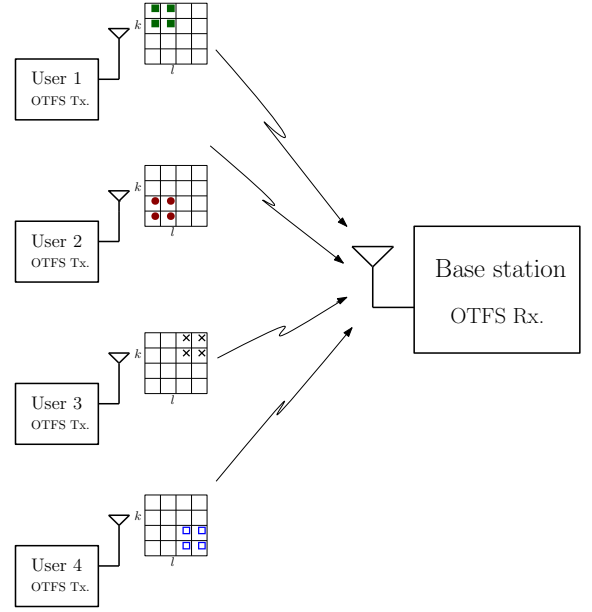 k
l
User 1
OTFS Tx.
k
l
User 2
OTFS Tx.
k
l
User 3
OTFS Tx.
k
l
User 4
OTFS Tx.
Base station
OTFS Rx.